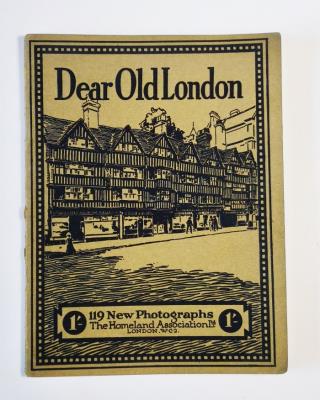 Dear Old London
1/- 119 New Photographs 1/-
The Homeland Association Ltd
LONDON. W.C.2.